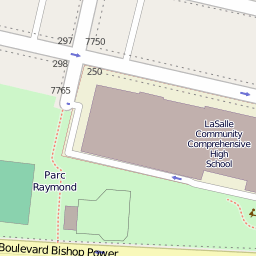 297 7750
298 250
7765
LaSalle
Community
Comprehensive
High
School
Parc
Raymond
Boulevard Bishop Power